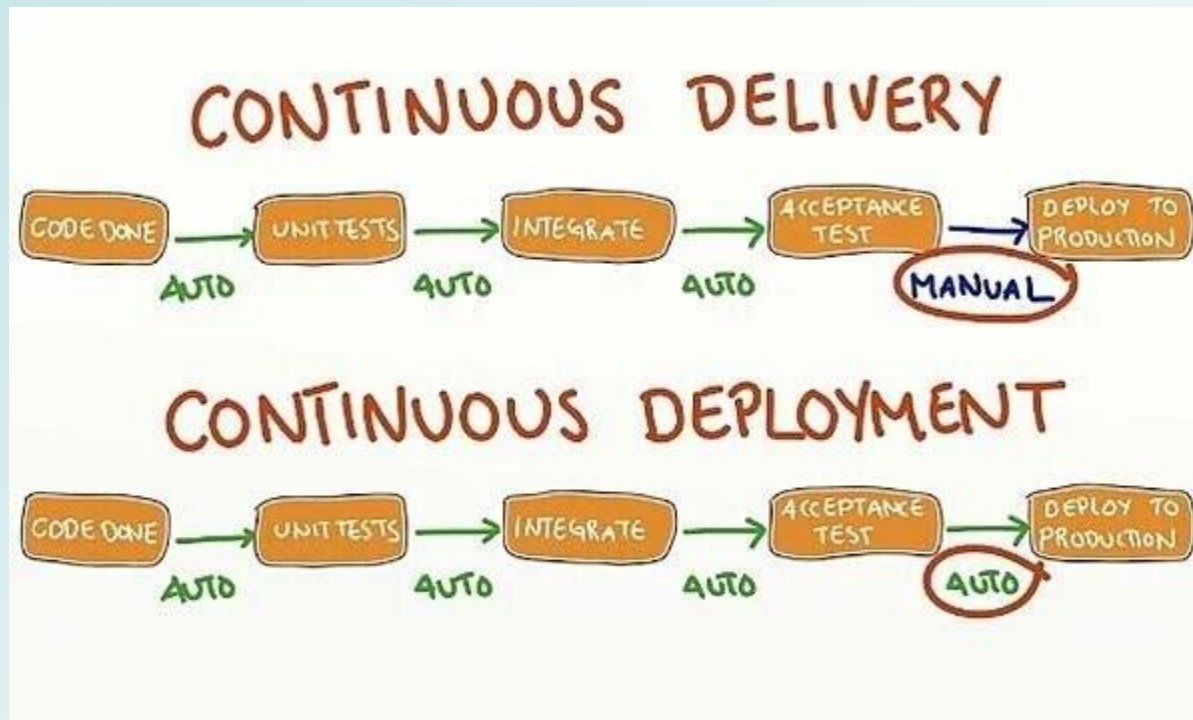 CONTINUOUS DELIVERY
CODE DONE
UNIT TESTS
INTEGRATE
ACCEPTANCE
TEST
DEPLOY TO
PRODUCTION
AUTO
AUTO
AUTO
MANUAL
CONTINUOUS DEPLOYMENT
CODE DONE
UNIT TESTS
INTEGRATE
ACCEPTANCE
TEST
DEPLOY TO
PRODUCTION
AUTO
AUTO
AUTO
AUTO